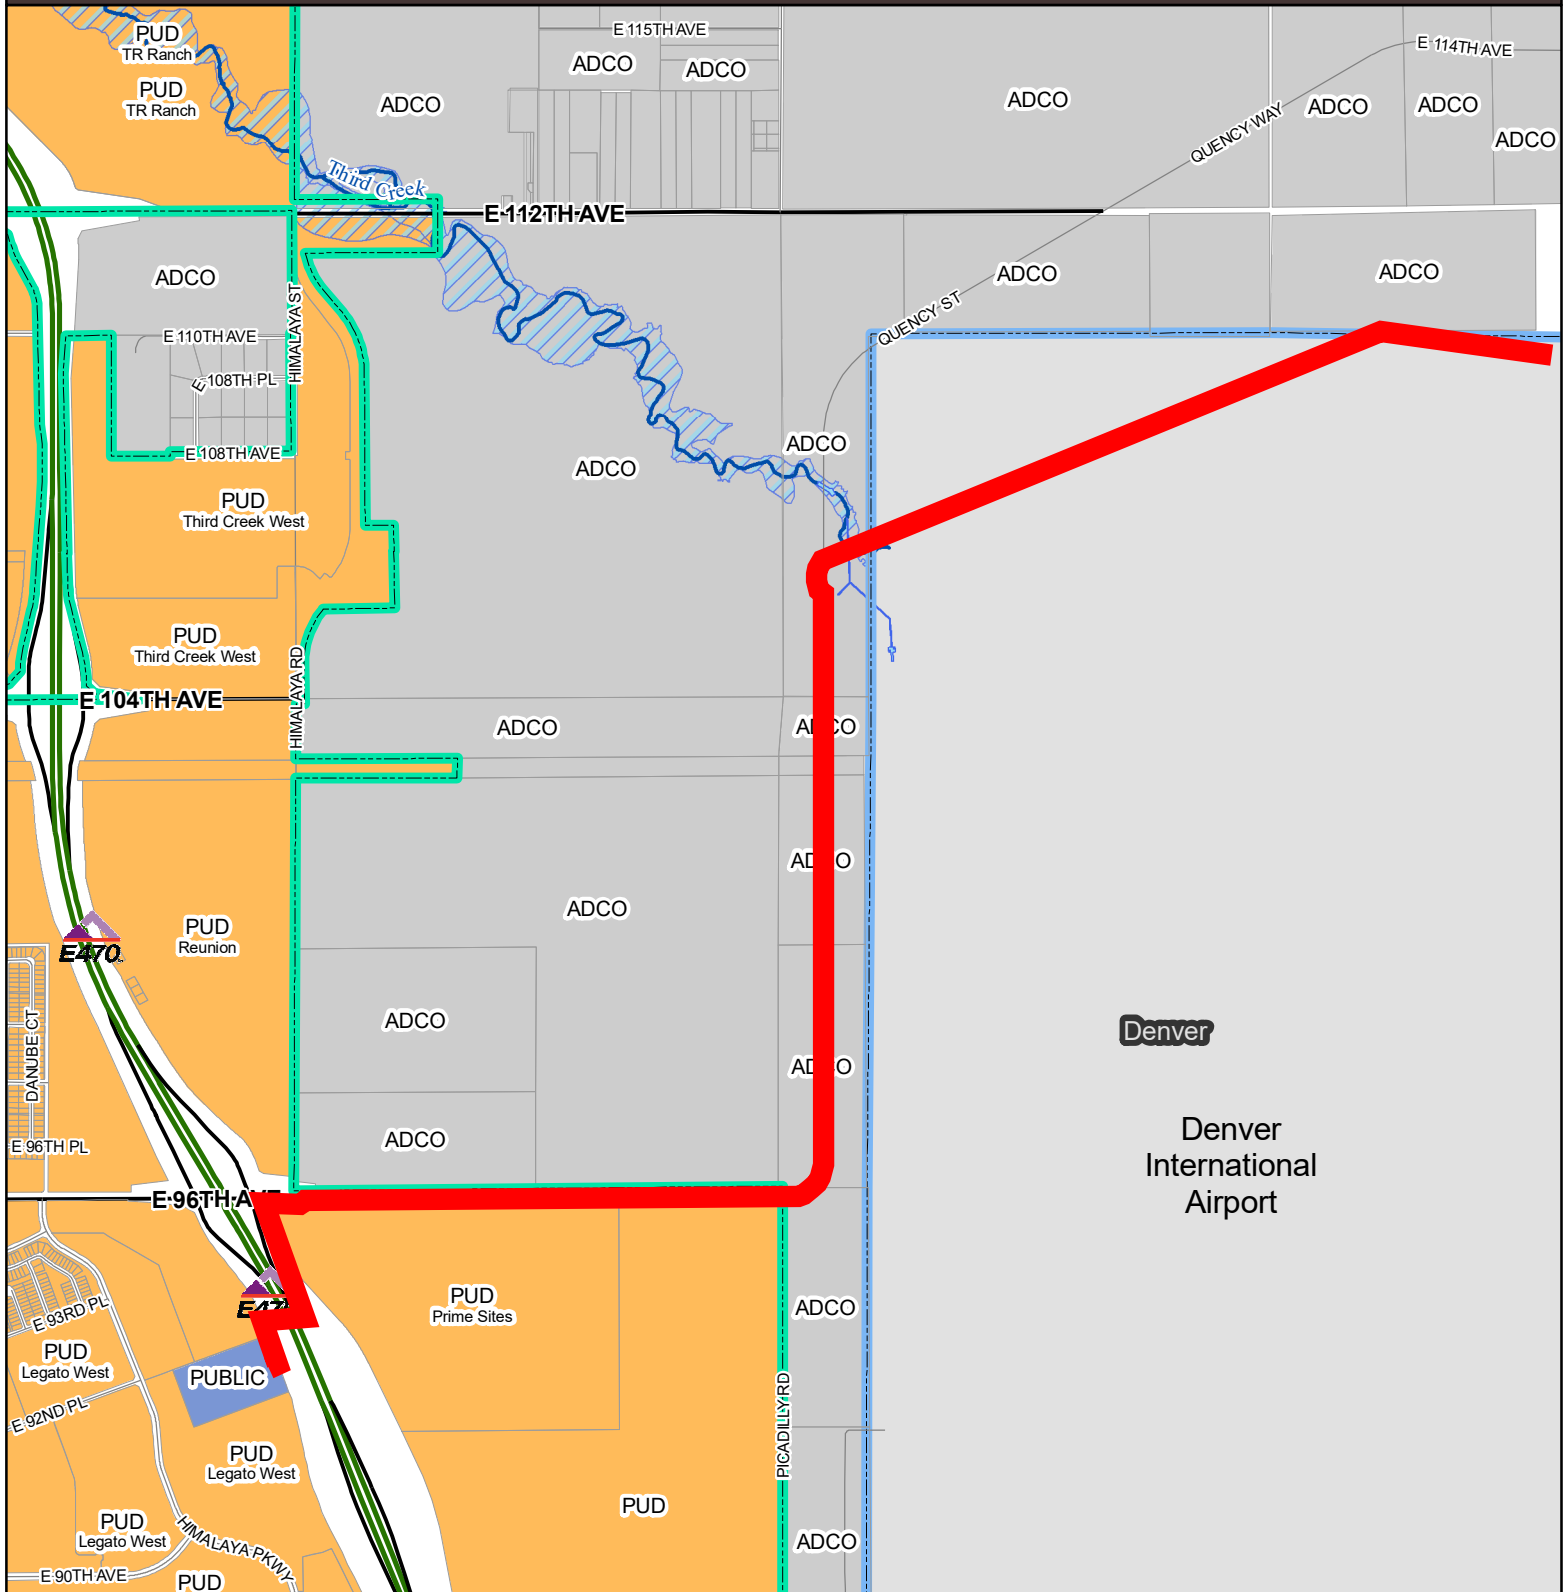 PUD
TR Ranch
PUD
TR Ranch
E 115TH AVE
ADCO
ADCO
ADCO
ADCO
E 114TH AVE
ADCO
ADCO
ADCO
QUENCY WAY
Third Creek
E 112TH AVE
ADCO
ADCO
ADCO
HIMALAYA ST
E 110TH AVE
QUENCY ST
E 108TH PL
E 108TH AVE
ADCO
ADCO
PUD
Third Creek West
PUD
Third Creek West
HIMALAYA RD
E 104TH AVE
ADCO
ADCO
ADCO
ADCO
PUD
Reunion
E470
DANUBE CT
ADCO
Denver
ADCO
ADCO
E 96TH PL
Denver
International
Airport
E 96TH AVE
E 93RD PL
PUD
Prime Sites
ADCO
PUD
Legato West
PUBLIC
E 92ND PL
PICADILLY RD
PUD
Legato West
PUD
PUD
Legato West
HIMALAYA PKWY
ADCO
E 90TH AVE
PUD